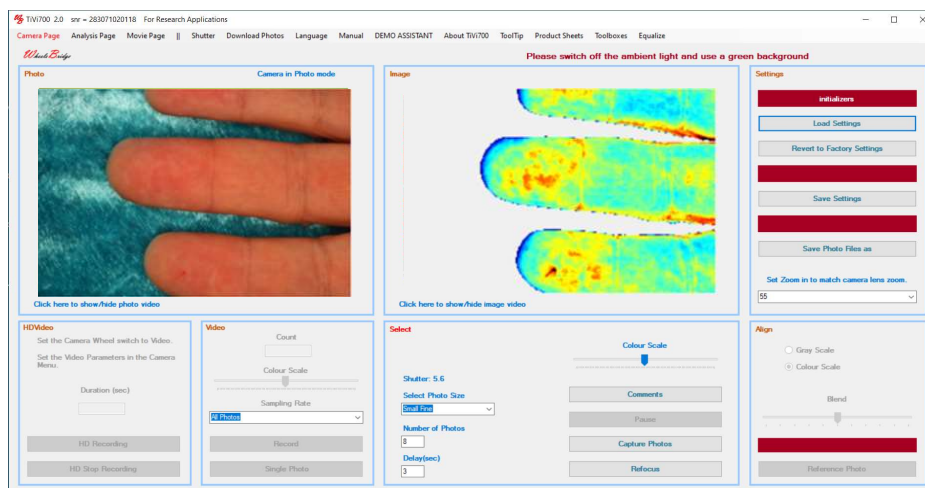 TiVi700 2.0 snr = 283071020118 For Research Applications
Camera Page Analysis Page Movie Page || Shutter Download Photos Language Manual DEMO ASSISTANT About TiVi700 ToolTip Product Sheets Toolboxes Equalize
WheelsBridge
Please switch off the ambient light and use a green background
Photo
Camera in Photo mode
Click here to show/hide photo video
Image
Click here to show/hide image video
Settings
initializers
Load Settings
Revert to Factory Settings
Save Settings
Save Photo Files as
Set Zoom in to match camera lens zoom.
55
HDVideo
Set the Camera Wheel switch to Video.
Set the Video Parameters in the Camera
Menu.
Duration (sec)
HD Recording
HD Stop Recording
Video
Count
Colour Scale
Sampling Rate
All Photos
Record
Single Photo
Select
Colour Scale
Shutter: 5.6
Select Photo Size
Small Fine
Number of Photos
8
Delay(sec)
3
Comments
Pause
Capture Photos
Refocus
Align
Gray Scale
Colour Scale
Blend
Reference Photo